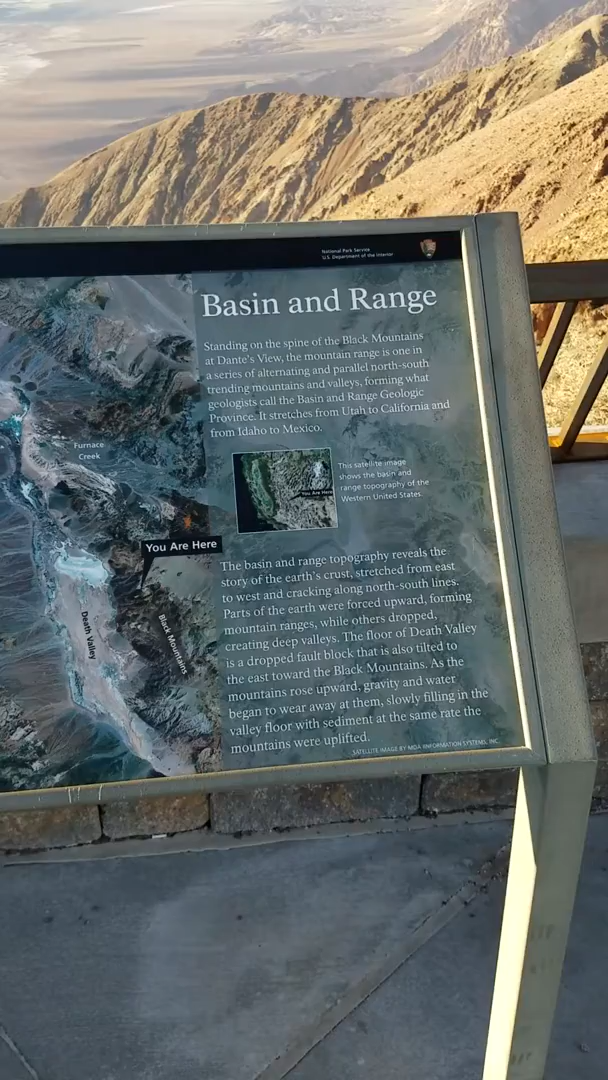 National Park Service
U.S. Department of the Interior
Basin and Range
Standing on the spine of the Black Mountains
at Dante's View, the mountain range is one in
a series of alternating and parallel north-south
trending mountains and valleys, forming what
geologists call the Basin and Range Geologic
Province. It stretches from Utah to California and
from Idaho to Mexico.
Furnace
Creek
This satellite image
shows the basin and
range topography of the
Western United States.
You Are Here
You Are Here
Death Valley
Black Mountains
The basin and range topography reveals the
story of the earth's crust, stretched from east
to west and cracking along north-south lines.
Parts of the earth were forced upward, forming
mountain ranges, while others dropped,
creating deep valleys. The floor of Death Valley
is a dropped fault block that is also tilted to
the east toward the Black Mountains. As the
mountains rose upward, gravity and water
began to wear away at them, slowly filling in the
valley floor with sediment at the same rate the
mountains were uplifted.
SATELLITE IMAGE BY MDA INFORMATION SYSTEMS, INC.